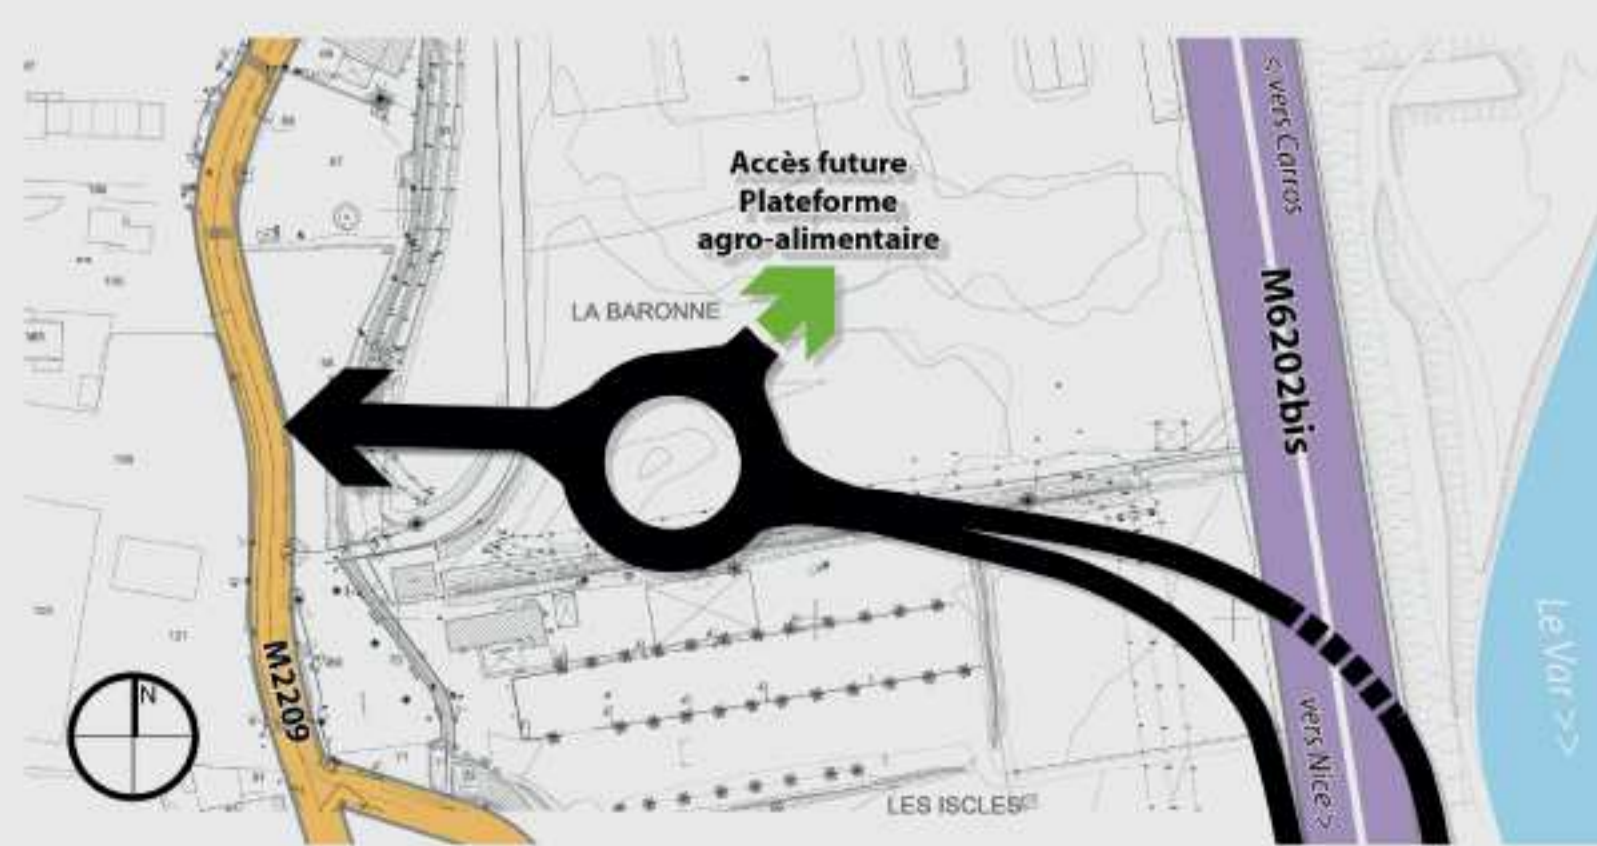 < vers Carros
Accès future
Plateforme
agro-alimentaire
LA BARONNE
M6202bis
Le Var >>
M2209
N
vers Nice >
LES ISCLES